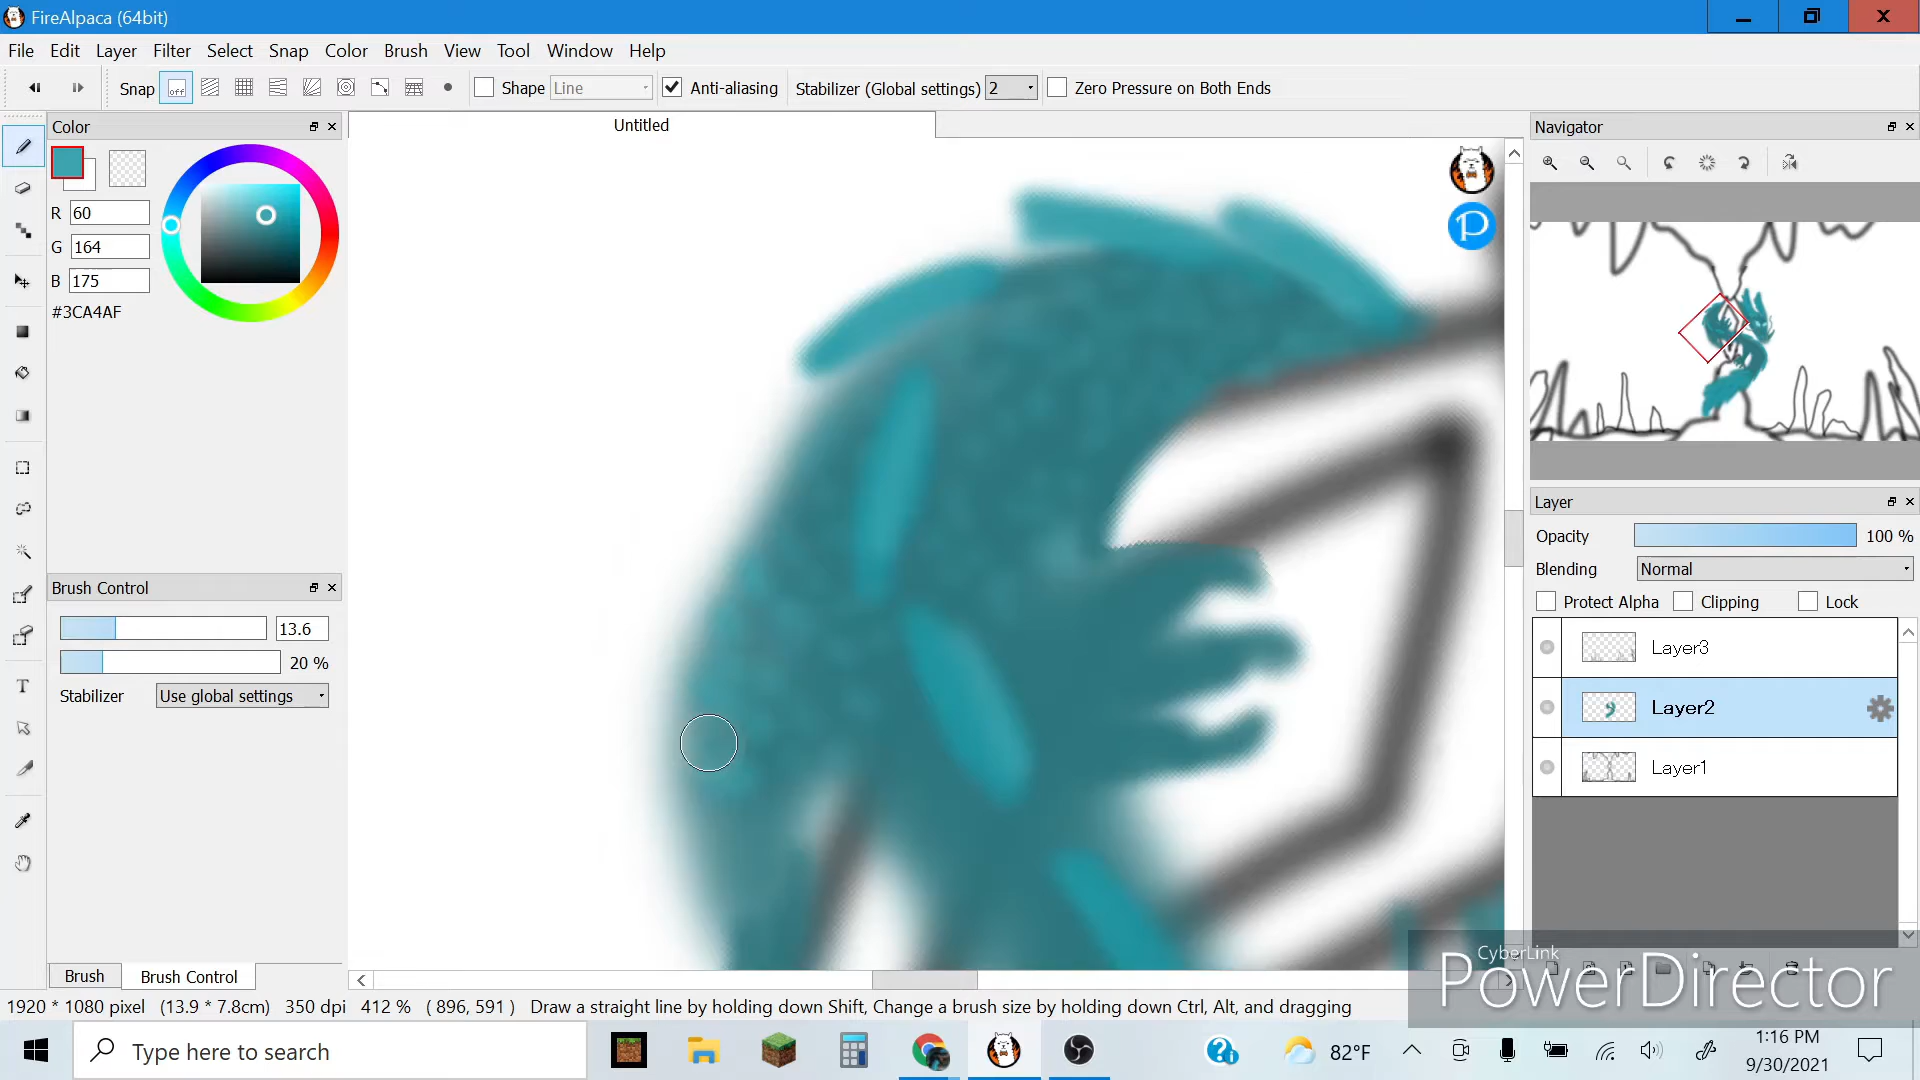 FireAlpaca (64bit)
File Edit Layer Filter Select Snap Color Brush View Tool Window Help
Snap off Shape Line Anti-aliasing Stabilizer (Global settings) 2 Zero Pressure on Both Ends
Color
Untitled
Navigator
R 60
G 164
B 175
#3CA4AF
Layer
Opacity 100 %
Blending Normal
Protect Alpha Clipping Lock
Brush Control
13.6
20 %
Stabilizer Use global settings
Layer3
Layer2
Layer1
CyberLink
PowerDirector
Brush Brush Control
1920 * 1080 pixel (13.9 * 7.8cm) 350 dpi 412 % ( 896, 591 ) Draw a straight line by holding down Shift, Change a brush size by holding down Ctrl, Alt, and dragging
Type here to search
82°F
1:16 PM
9/30/2021